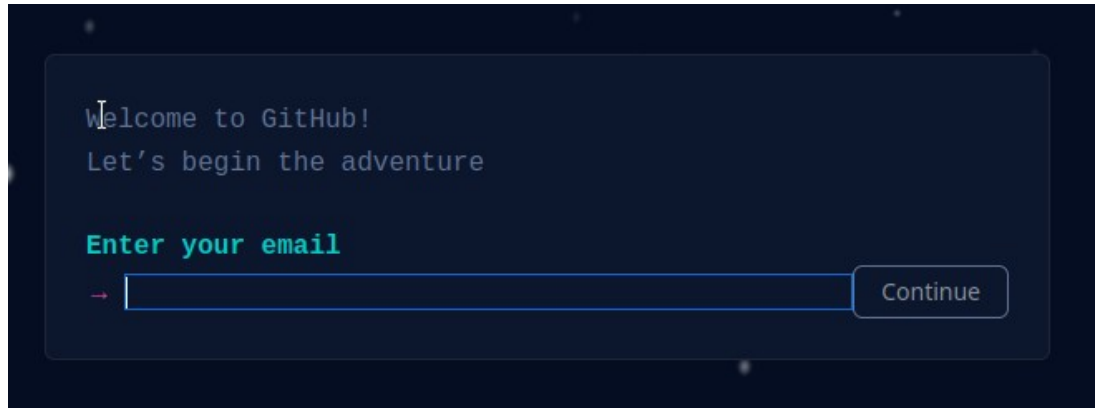 Welcome to GitHub!
Let’s begin the adventure
Enter your email
→ Continue